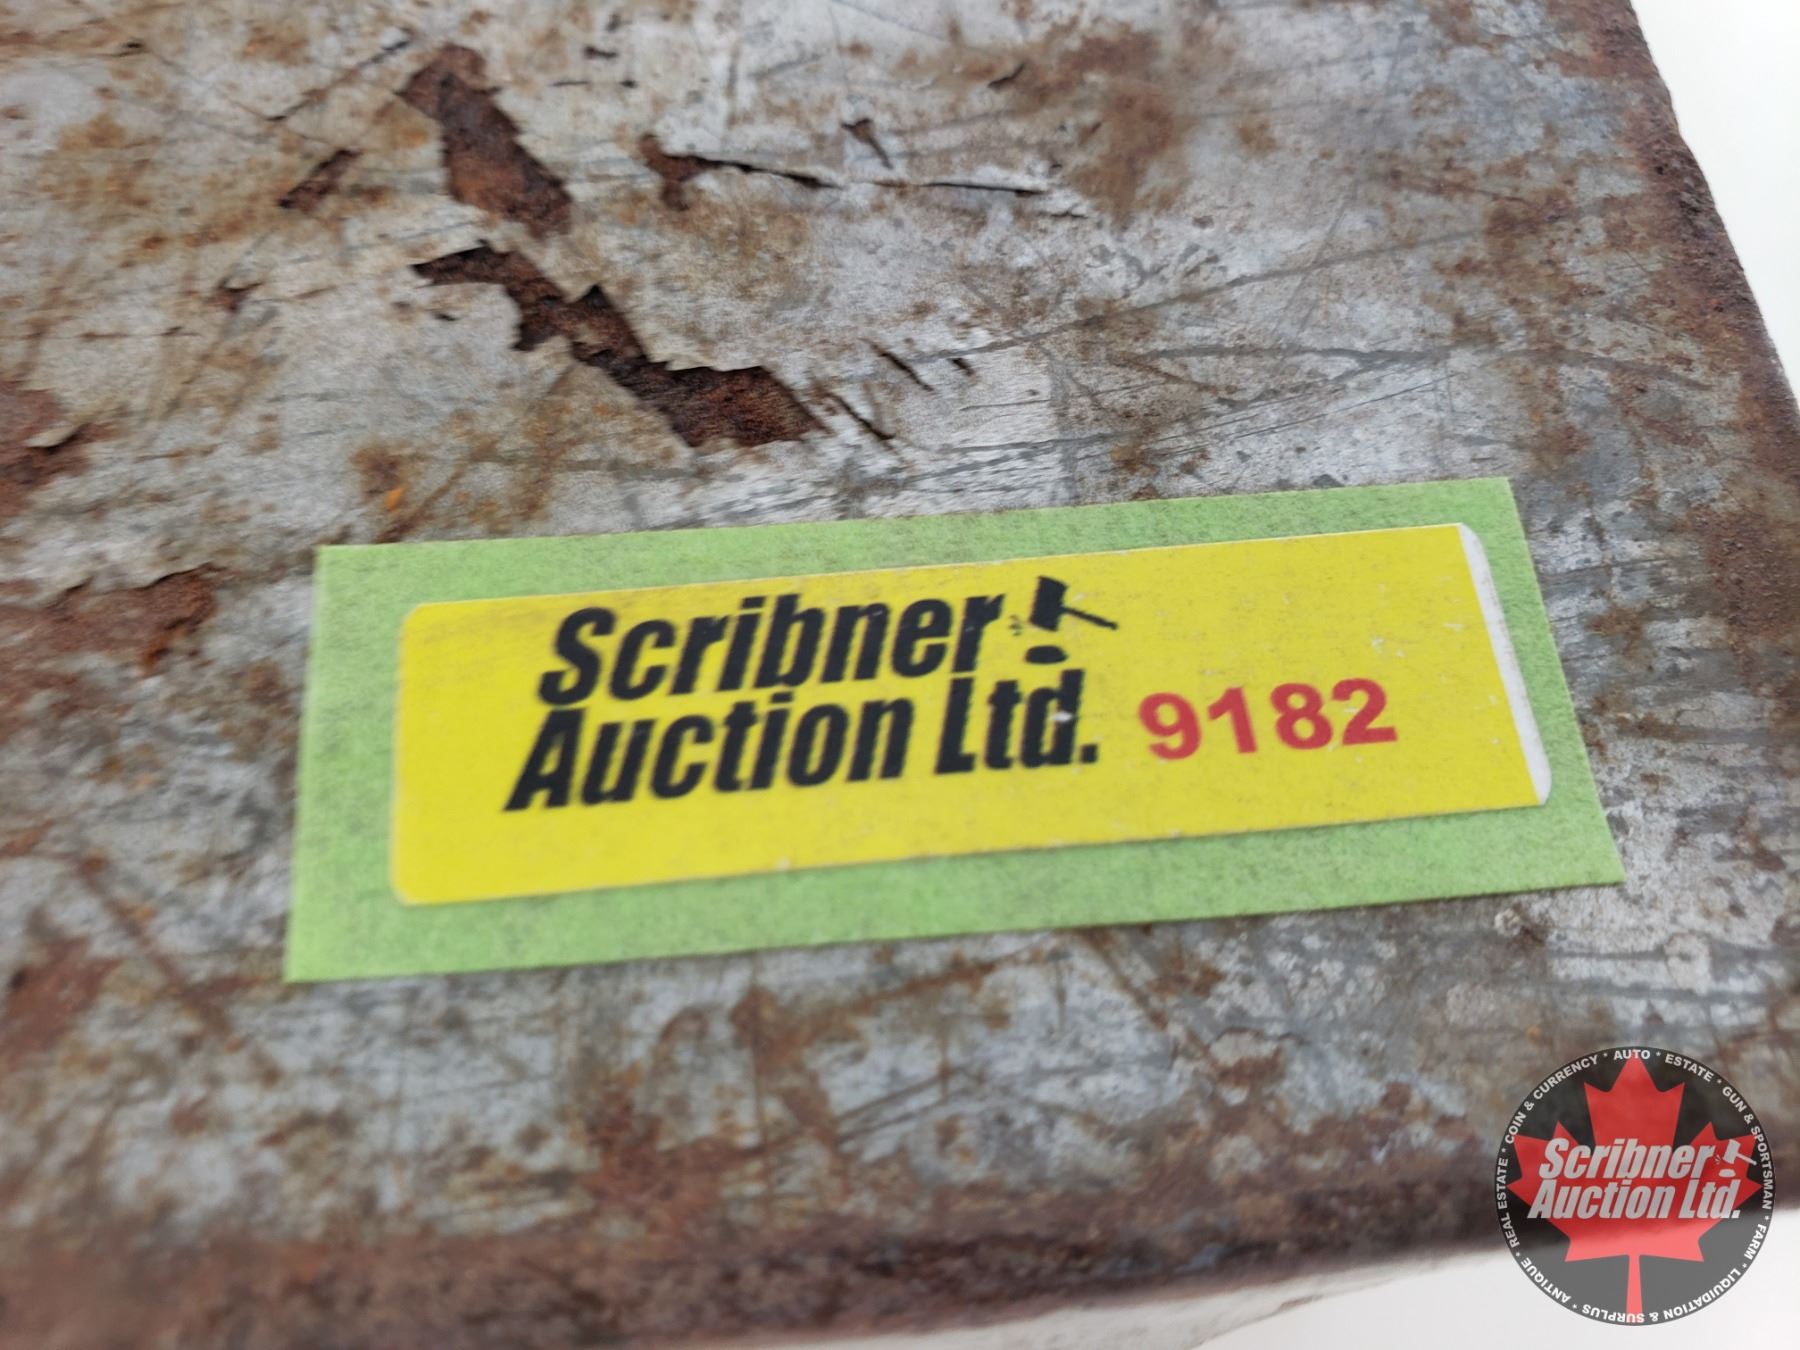 Scribner
Auction Ltd. 9182
ANTIQUE * REAL ESTATE * COIN & CURRENCY * AUTO * ESTATE * GUN & SPORTSMAN * FARM * LIQUIDATION & SURPLUS *
Scribner
Auction Ltd.